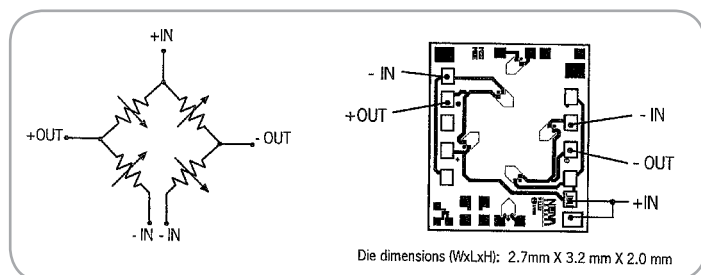 +IN
+OUT
- OUT
- IN - IN
- IN
+OUT
- IN
- OUT
+IN
Die dimensions (WxLxH): 2.7mm X 3.2 mm X 2.0 mm